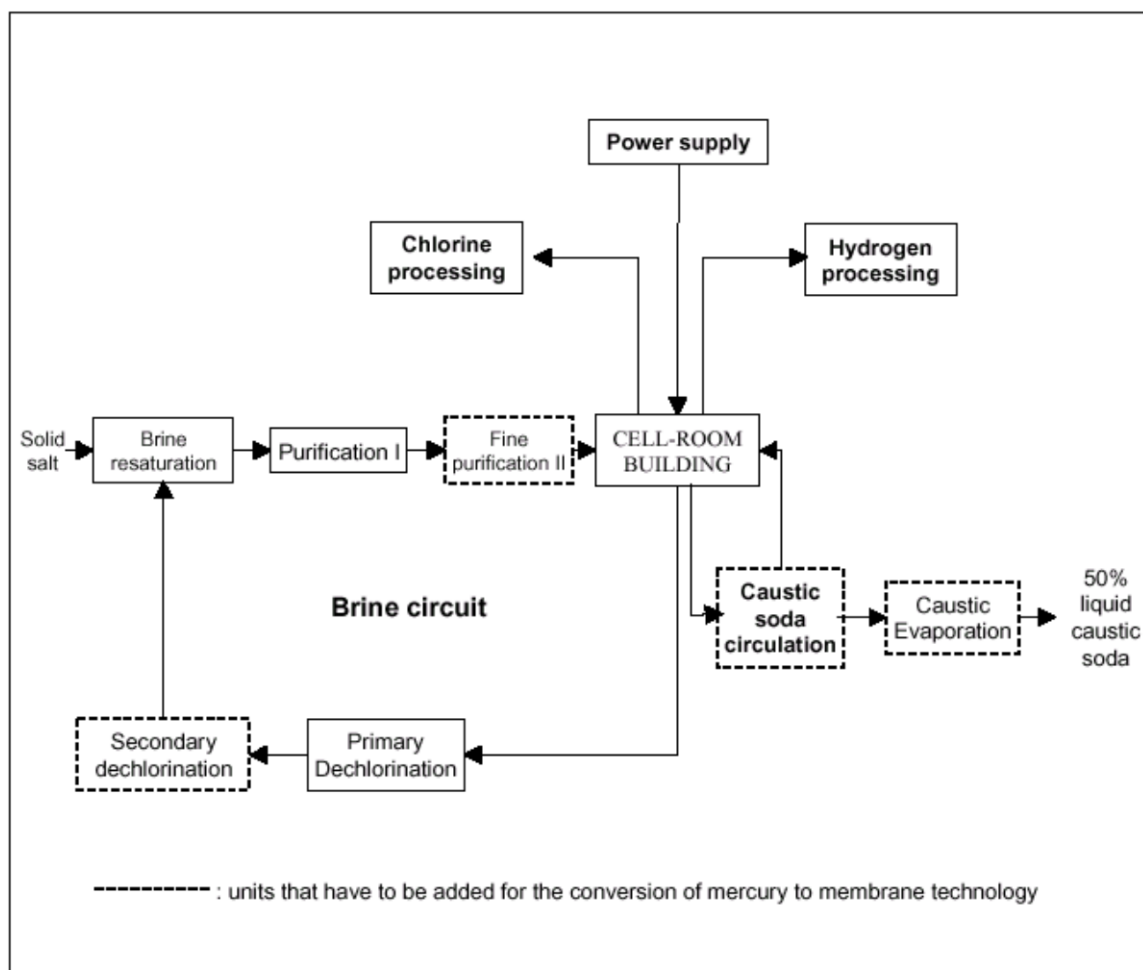 Power supply
Chlorine
processing
Hydrogen
processing
Solid
salt
Brine
resaturation
Purification I
Fine
purification II
CELL-ROOM
BUILDING
Brine circuit
Caustic
soda
circulation
Caustic
Evaporation
50%
liquid
caustic
soda
Secondary
dechlorination
Primary
Dechlorination
: units that have to be added for the conversion of mercury to membrane technology